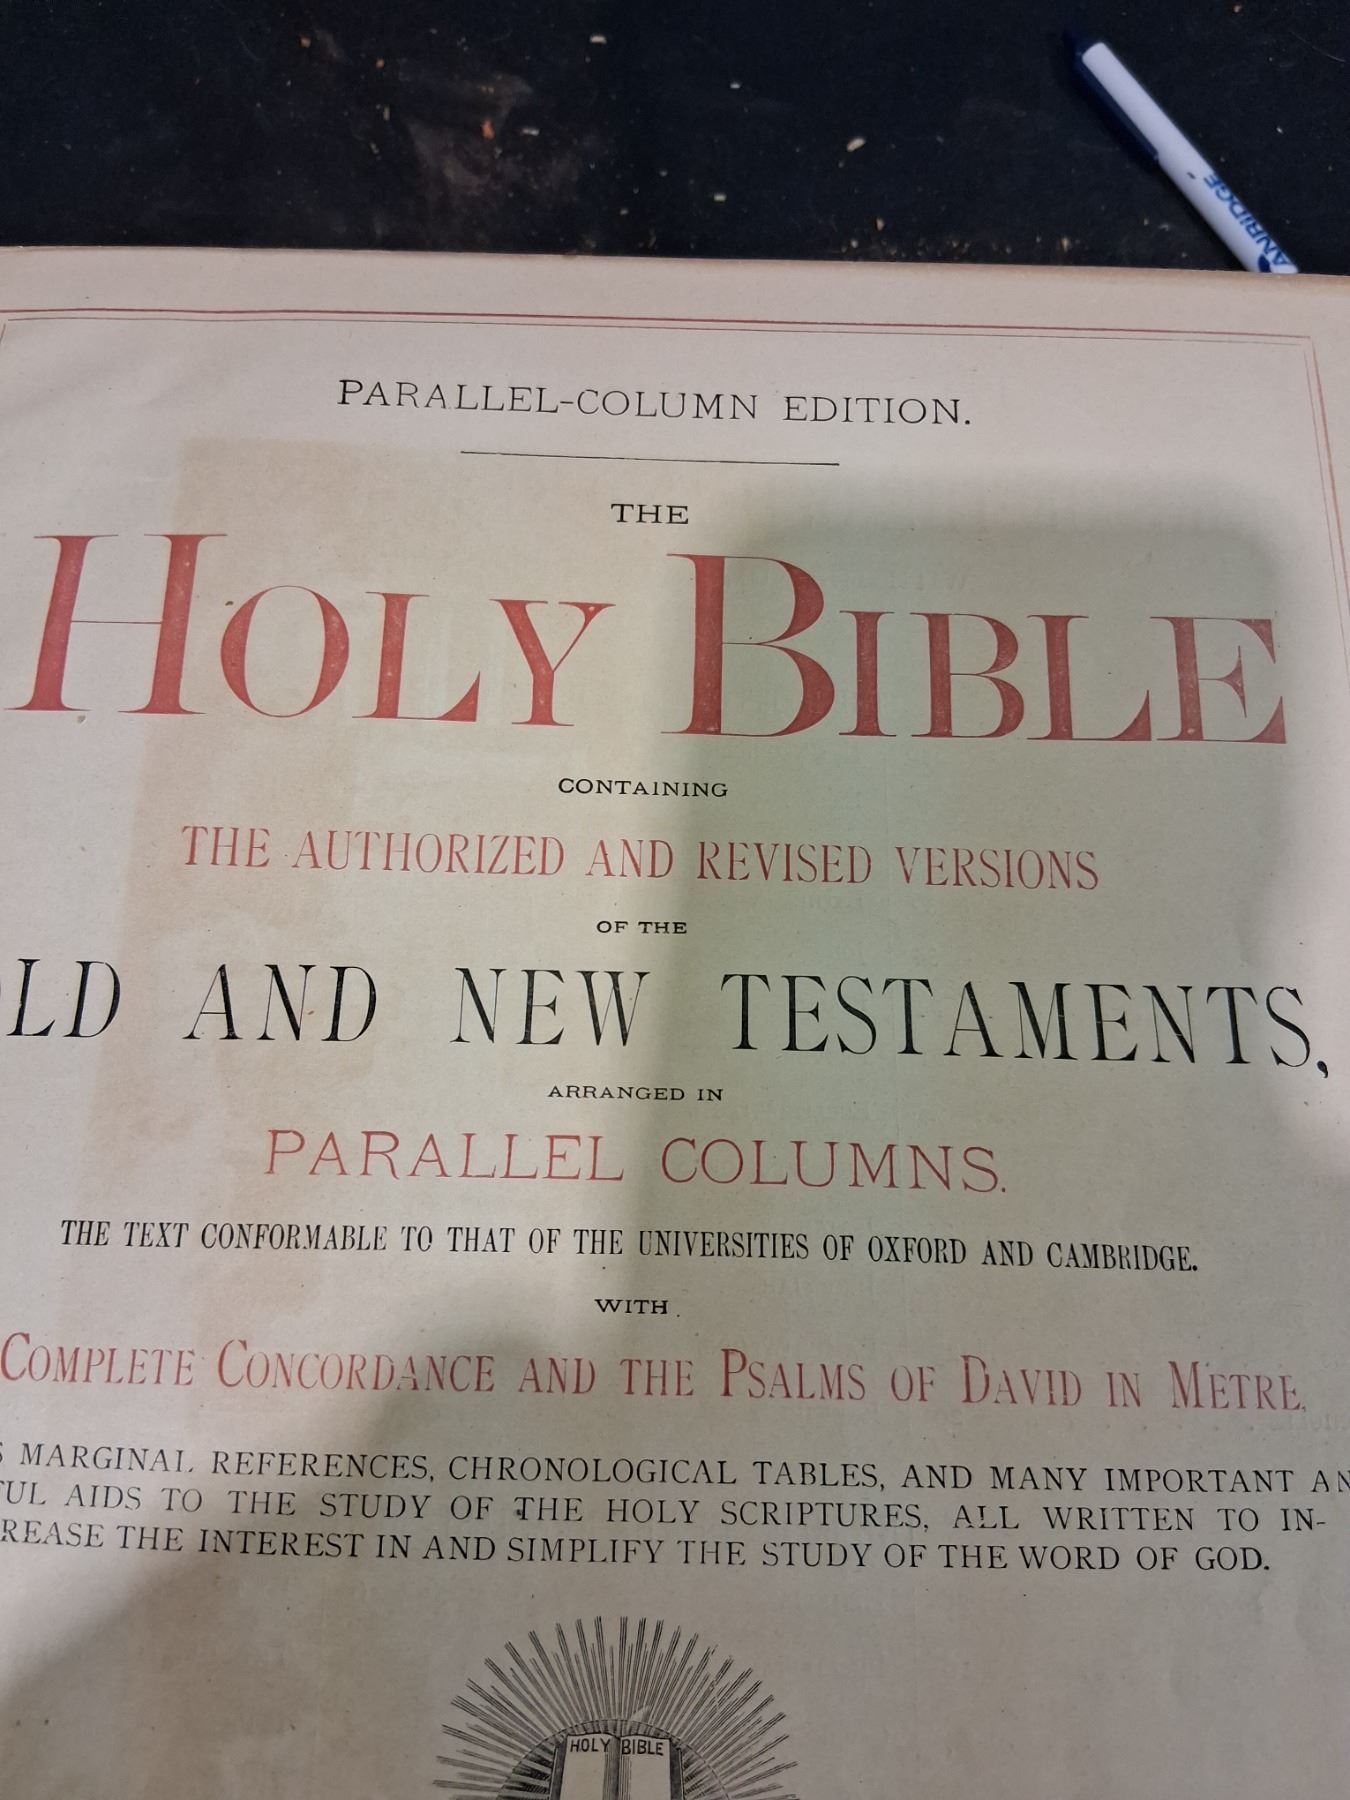 ANRIDGE
PARALLEL-COLUMN EDITION.
THE
HOLY BIBLE
CONTAINING
THE AUTHORIZED AND REVISED VERSIONS
OF THE
LD AND NEW TESTAMENTS,
ARRANGED IN
PARALLEL COLUMNS.
THE TEXT CONFORMABLE TO THAT OF THE UNIVERSITIES OF OXFORD AND CAMBRIDGE.
WITH
COMPLETE CONCORDANCE AND THE PSALMS OF DAVID IN METRE,
S MARGINAL REFERENCES, CHRONOLOGICAL TABLES, AND MANY IMPORTANT AN
FUL AIDS TO THE STUDY OF THE HOLY SCRIPTURES, ALL WRITTEN TO IN-
REASE THE INTEREST IN AND SIMPLIFY THE STUDY OF THE WORD OF GOD.
HOLY BIBLE